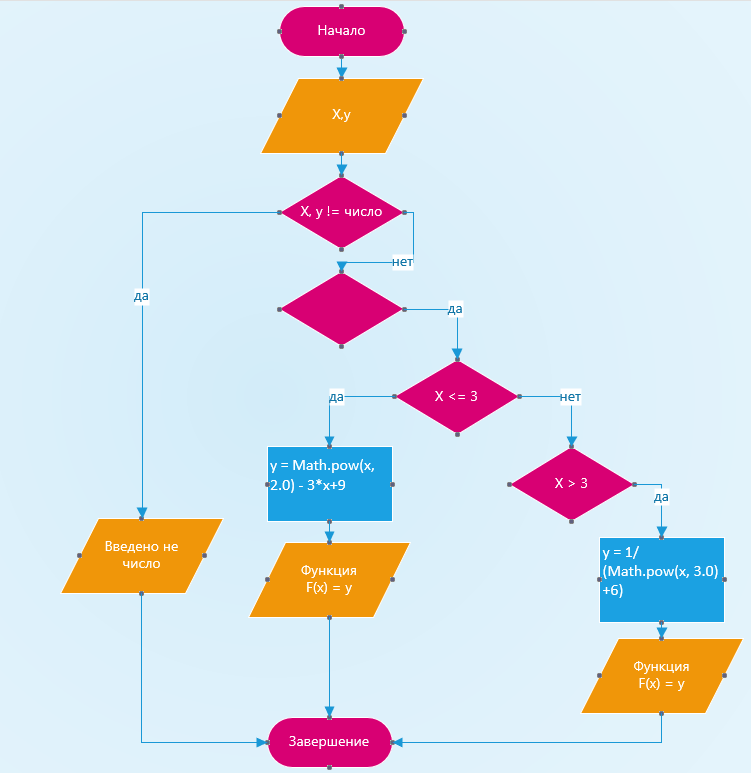 Начало
X,y
X, y != число
нет
да
да
X <= 3
да
нет
y = Math.pow(x,
2.0) - 3*x+9
X > 3
да
Введено не
число
Функция
F(x) = y
y = 1/
(Math.pow(x, 3.0)
+6)
Функция
F(x) = y
Завершение